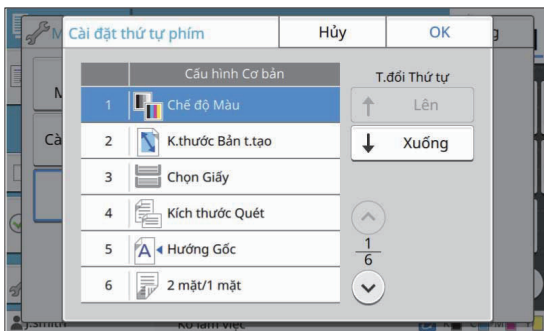 Cài đặt thứ tự phím
Hủy
OK
Cấu hình Cơ bản
T.đổi Thứ tự
1 Chế độ Màu
Lên
2 K.thước Bản t.tạo
Xuống
3 Chọn Giấy
4 Kích thước Quét
5 A Hướng Gốc
1
6
6 2 mặt/1 mặt
M
g
M
Cà
J.Smith